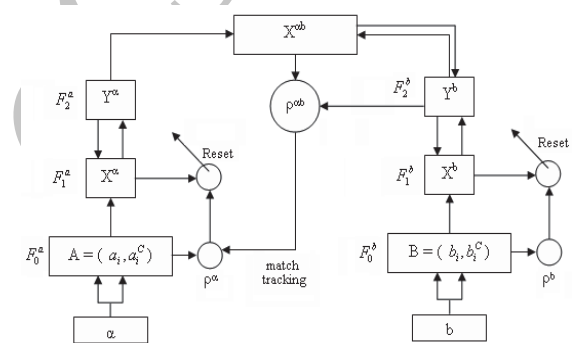 X^{ab}
F_2^a
Y^a
ρ^{ab}
F_2^b
Y^b
Reset
Reset
F_1^a
X^a
F_1^b
X^b
F_0^a
A = ( a_i , a_i^C )
ρ^a
match
tracking
F_0^b
B = ( b_i , b_i^C )
ρ^b
a
b